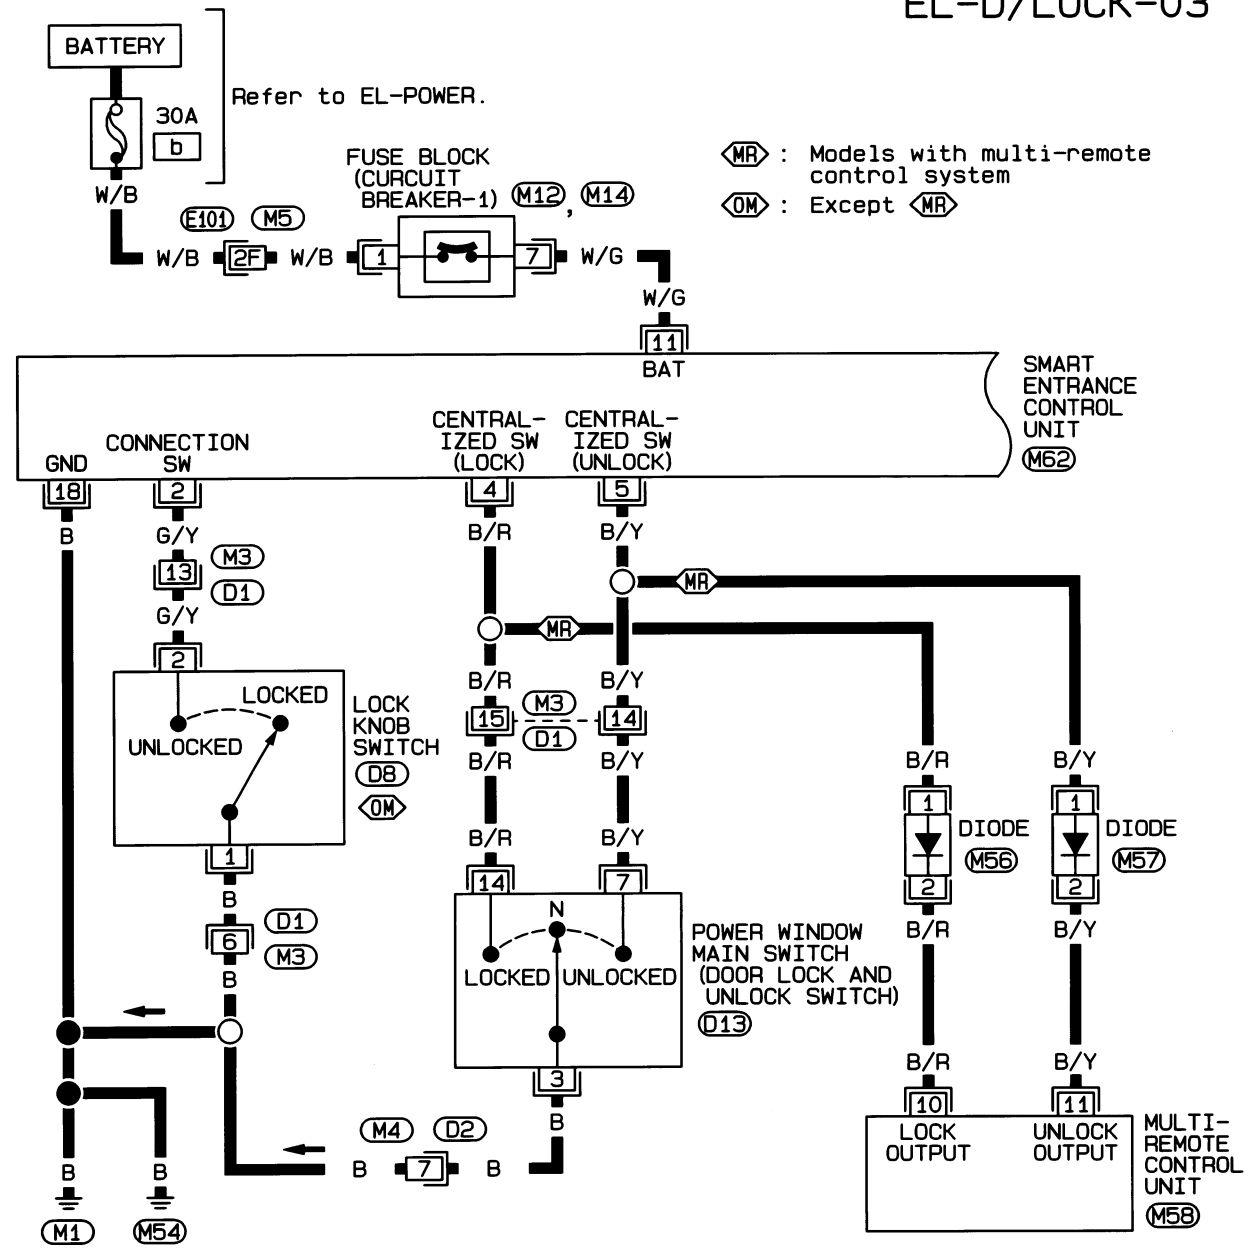 EL-D/LOCK-03
BATTERY
Refer to EL-POWER.
30A
b
W/B
FUSE BLOCK
(CURCUIT
BREAKER-1)
M12, M14
MR : Models with multi-remote
control system
OM : Except MR
E101 M5
W/B 2F W/B 1 7 W/G
W/G
11
BAT
SMART
ENTRANCE
CONTROL
UNIT
M62
CENTRAL-
IZED SW
(LOCK)
CENTRAL-
IZED SW
(UNLOCK)
CONNECTION
SW
GND
18 2 4 5
B G/Y B/R B/Y
M3
13
D1
G/Y
2
MR
MR
LOCKED
UNLOCKED
LOCK
KNOB
SWITCH
D8
OM
1
B
D1
6
M3
B
B/R B/Y
M3
15 14
D1
B/R B/Y
B/R B/Y
14 7
N
LOCKED UNLOCKED
POWER WINDOW
MAIN SWITCH
(DOOR LOCK AND
UNLOCK SWITCH)
D13
3
B
M4 D2
B 7 B
B B
M1 M54
B/R B/Y
1 1
DIODE
M56
DIODE
M57
2 2
B/R B/Y
B/R B/Y
10 11
LOCK
OUTPUT
UNLOCK
OUTPUT
MULTI-
REMOTE
CONTROL
UNIT
M58